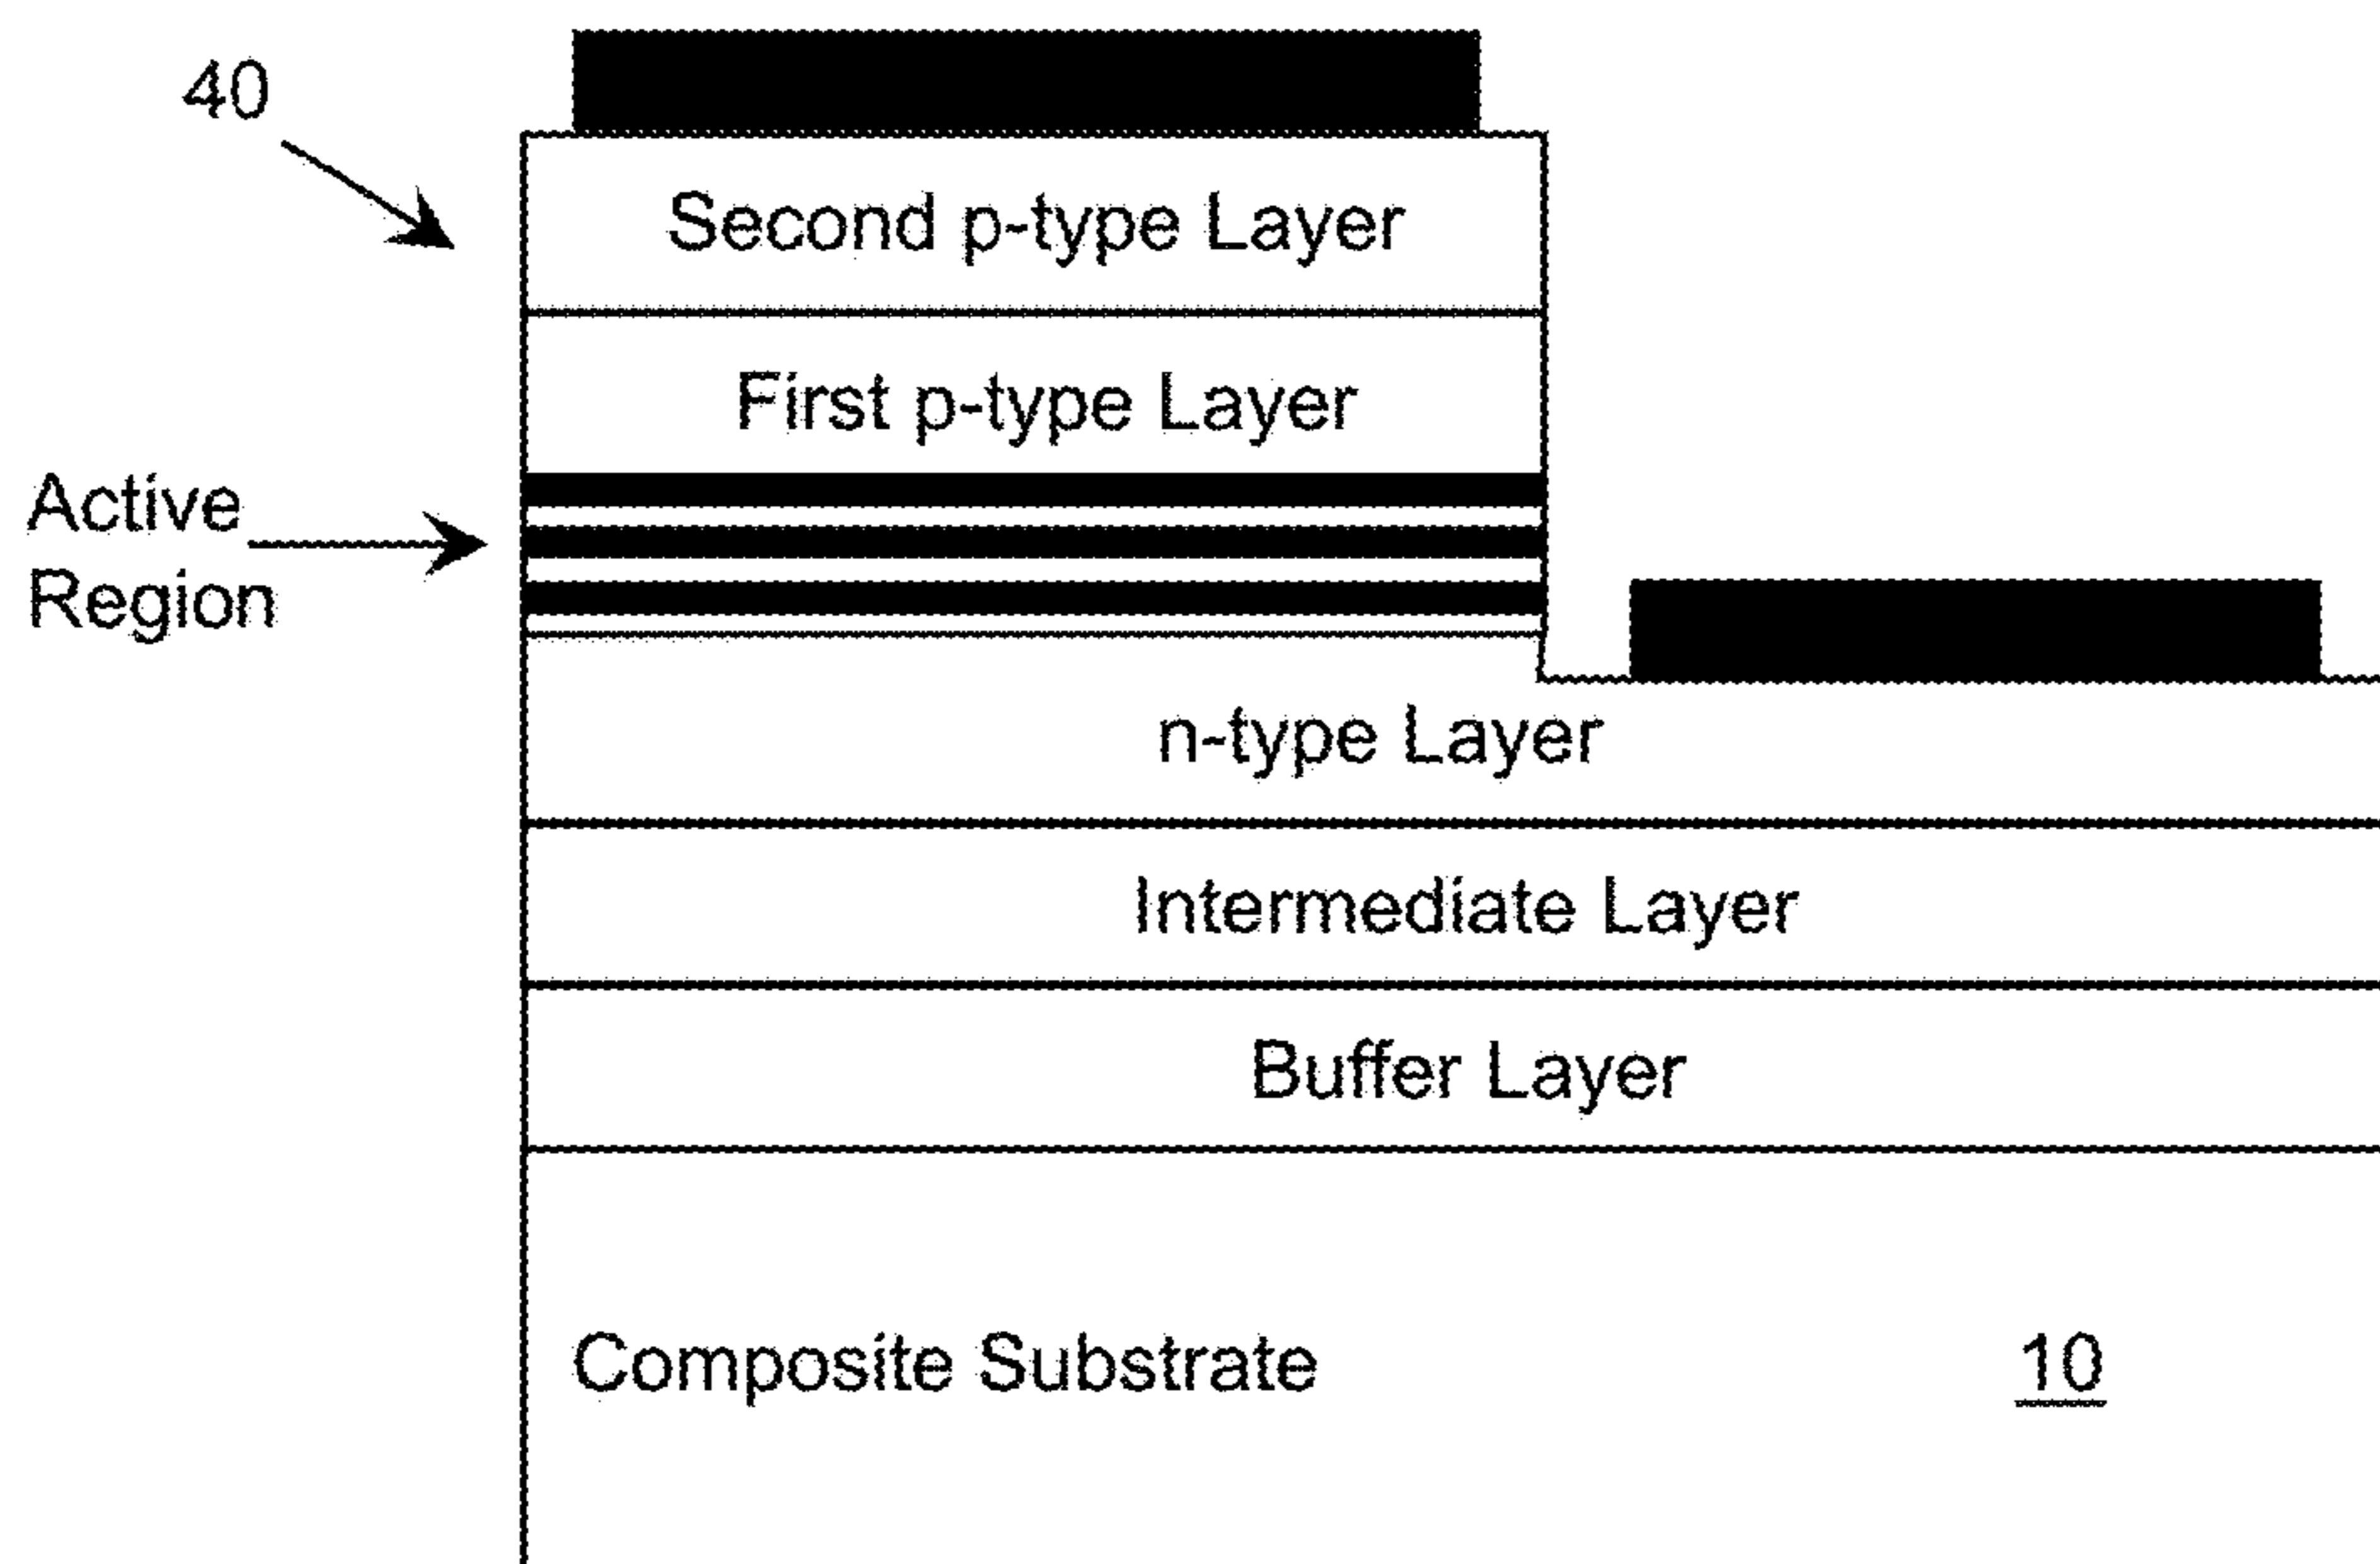 40
Second p-type Layer
First p-type Layer
Active
Region
n-type Layer
Intermediate Layer
Buffer Layer
Composite Substrate
10